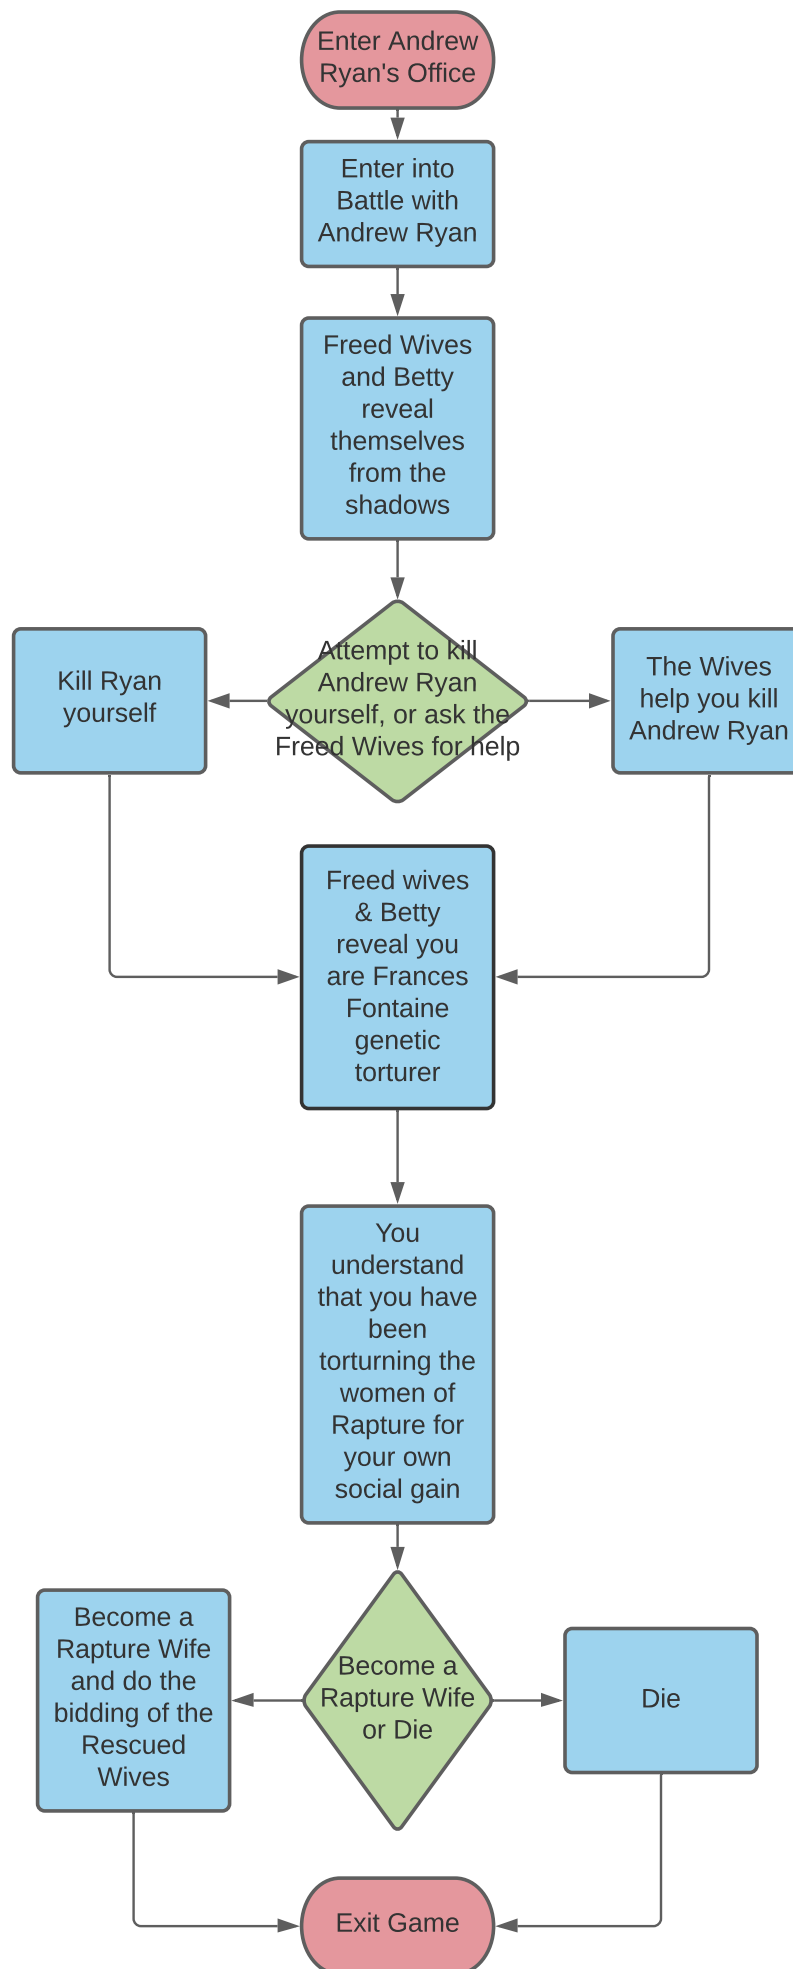 Enter Andrew
Ryan's Office
Enter into
Battle with
Andrew Ryan
Freed Wives
and Betty
reveal
themselves
from the
shadows
Attempt to kill
Andrew Ryan
yourself, or ask the
Freed Wives for help
Kill Ryan
yourself
The Wives
help you kill
Andrew Ryan
Freed wives
& Betty
reveal you
are Frances
Fontaine
genetic
torturer
You
understand
that you have
been
torturning the
women of
Rapture for
your own
social gain
Become a
Rapture Wife
or Die
Become a
Rapture Wife
and do the
bidding of the
Rescued
Wives
Die
Exit Game